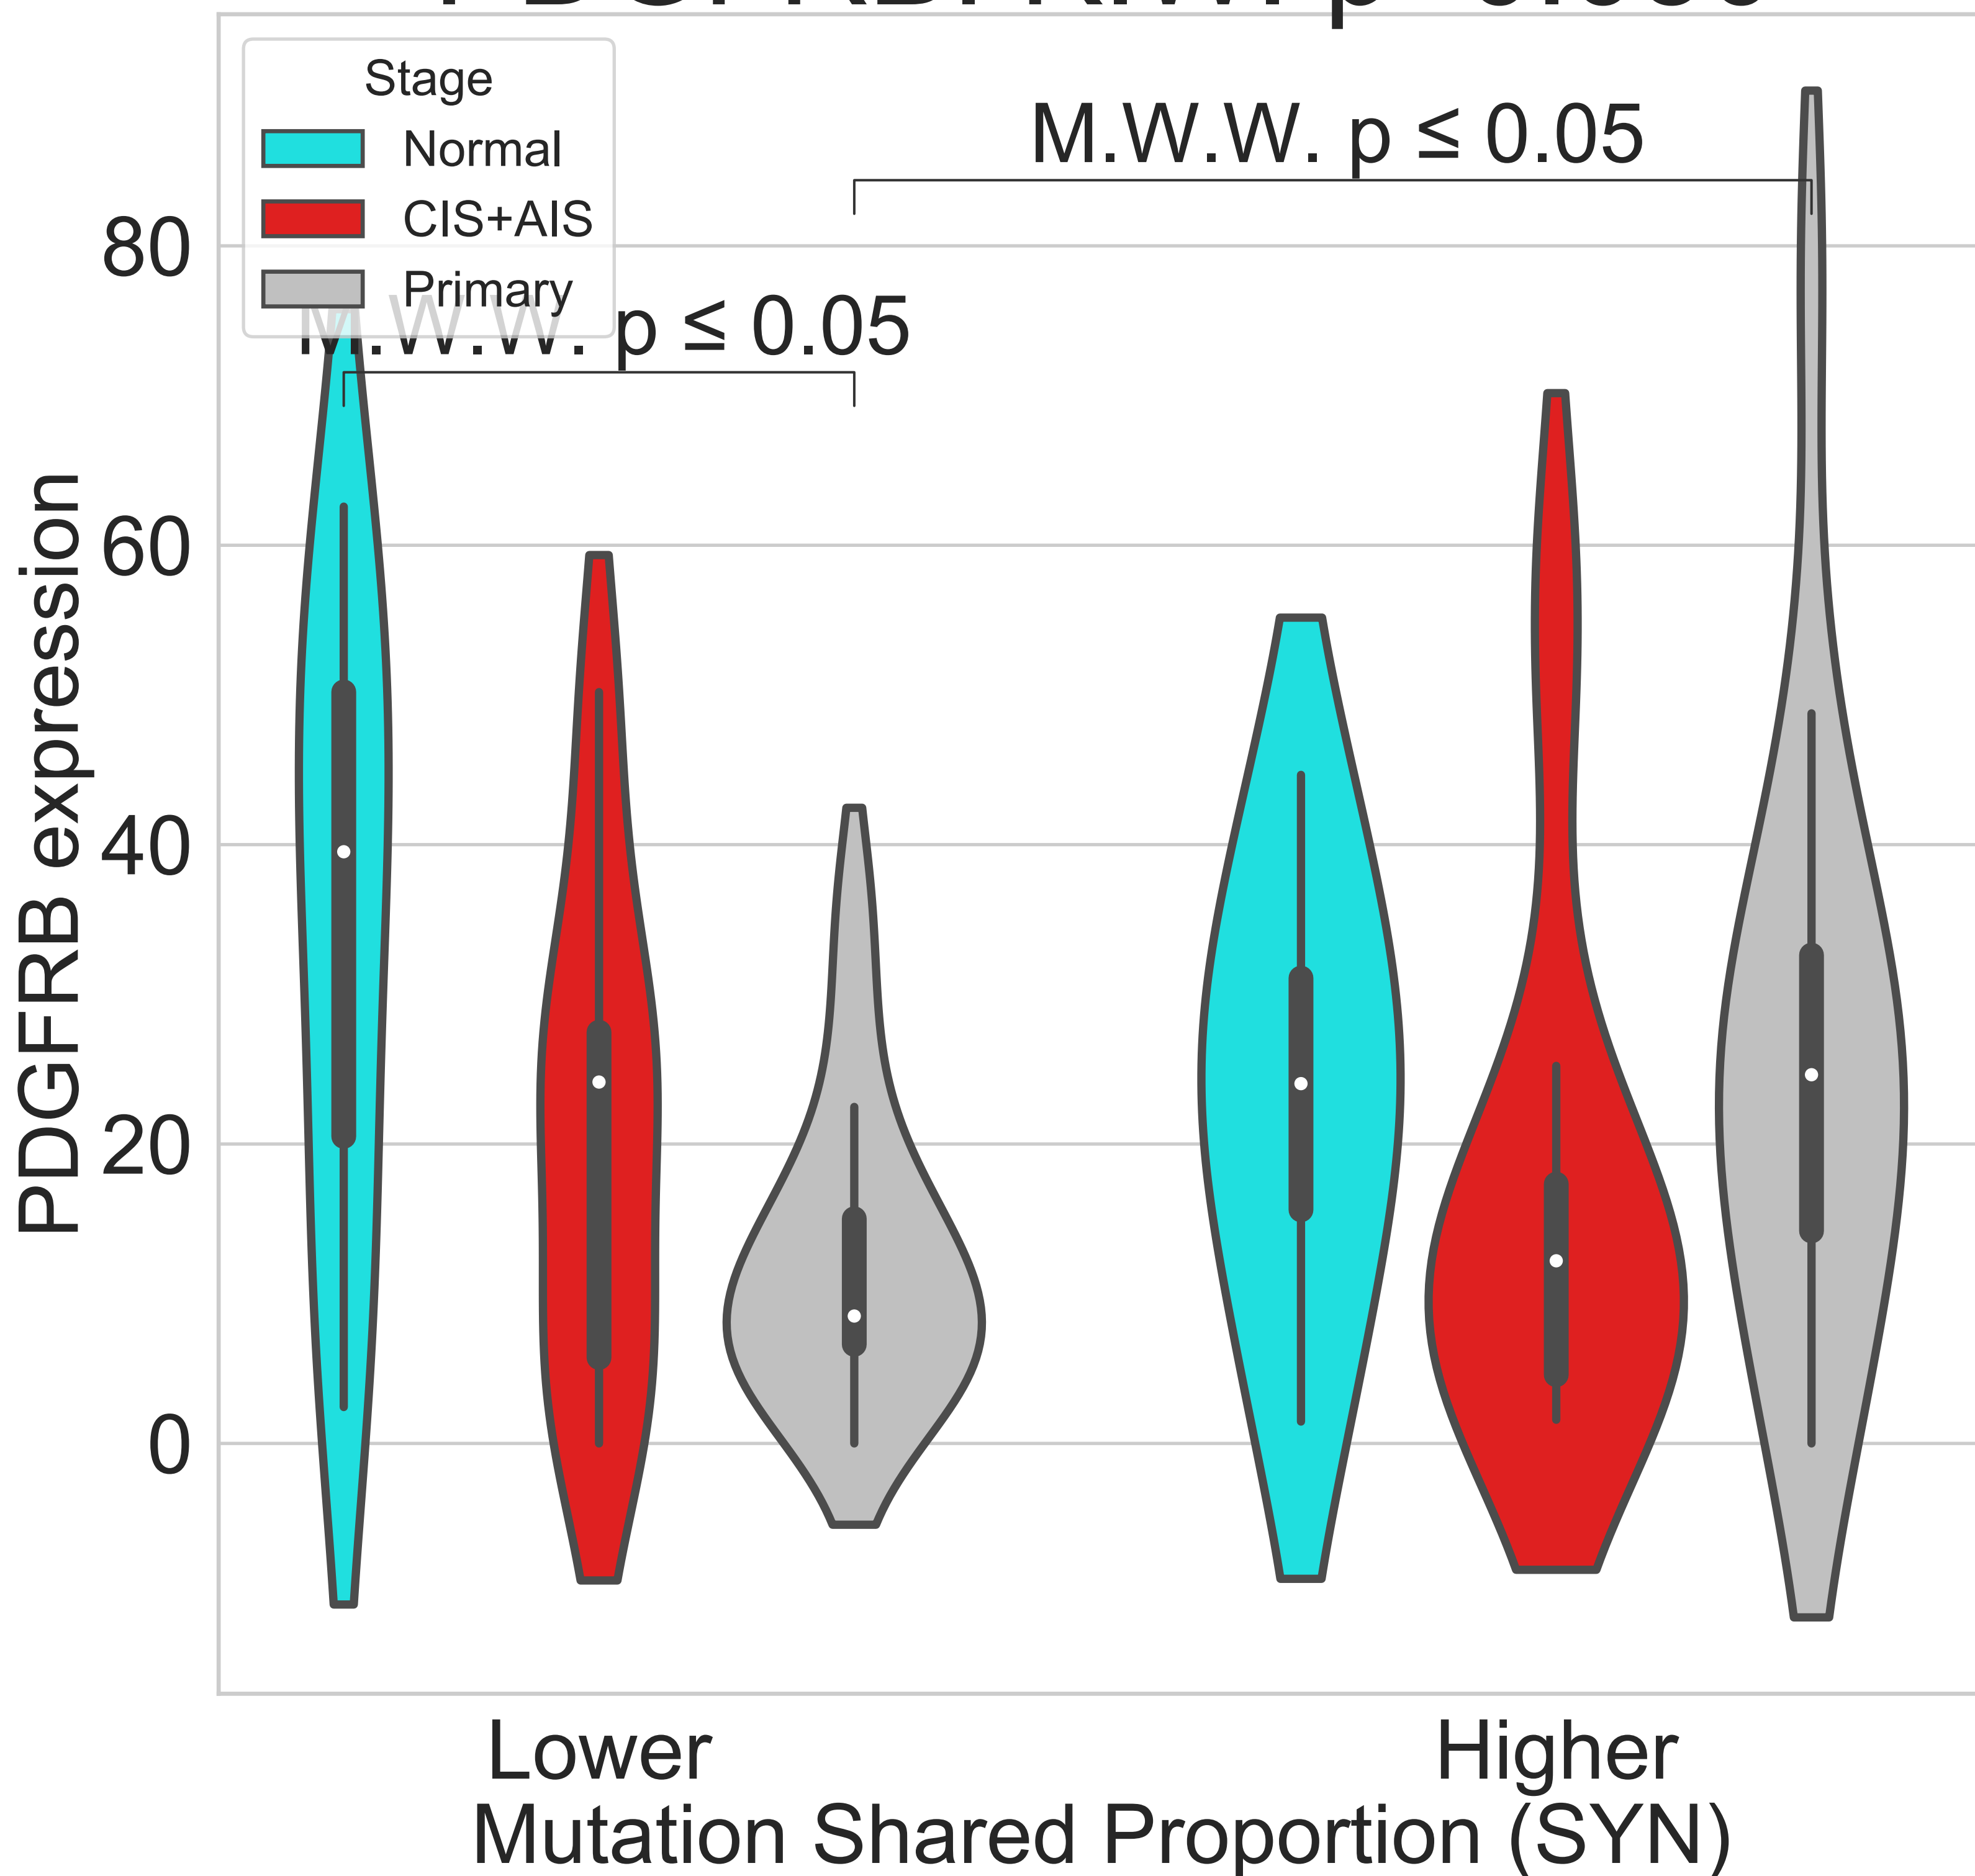 Stage
Normal
CIS+AIS
Primary
M.W.W. p ≤ 0.05
M.W.W. p ≤ 0.05
80
60
40
20
0
PDGFRB expression
Lower
Higher
Mutation Shared Proportion (SYN)